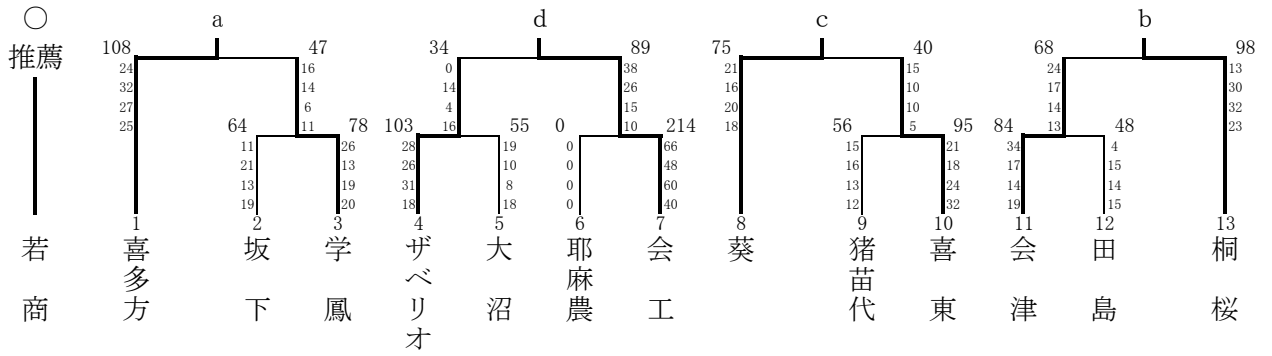 ○ a d c b
推薦 108 47 34 89 75 40 68 98
24 16 0 38 21 15 24 13
32 14 14 26 16 10 17 30
27 6 4 15 20 10 14 32
25 11 16 10 18 5 13 23
64 78 103 55 0 214 56 95 84 48
11 26 28 19 0 66 15 21 34 4
21 13 26 10 0 48 16 18 17 15
13 19 31 8 0 60 13 24 14 14
19 20 18 18 0 40 12 32 19 15
1 2 3 4 5 6 7 8 9 10 11 12 13
若商
喜多方
坂下
学鳳
ザベリオ
大沼
耶麻農
会工
葵
猪苗代
喜東
会津
田島
桐桜